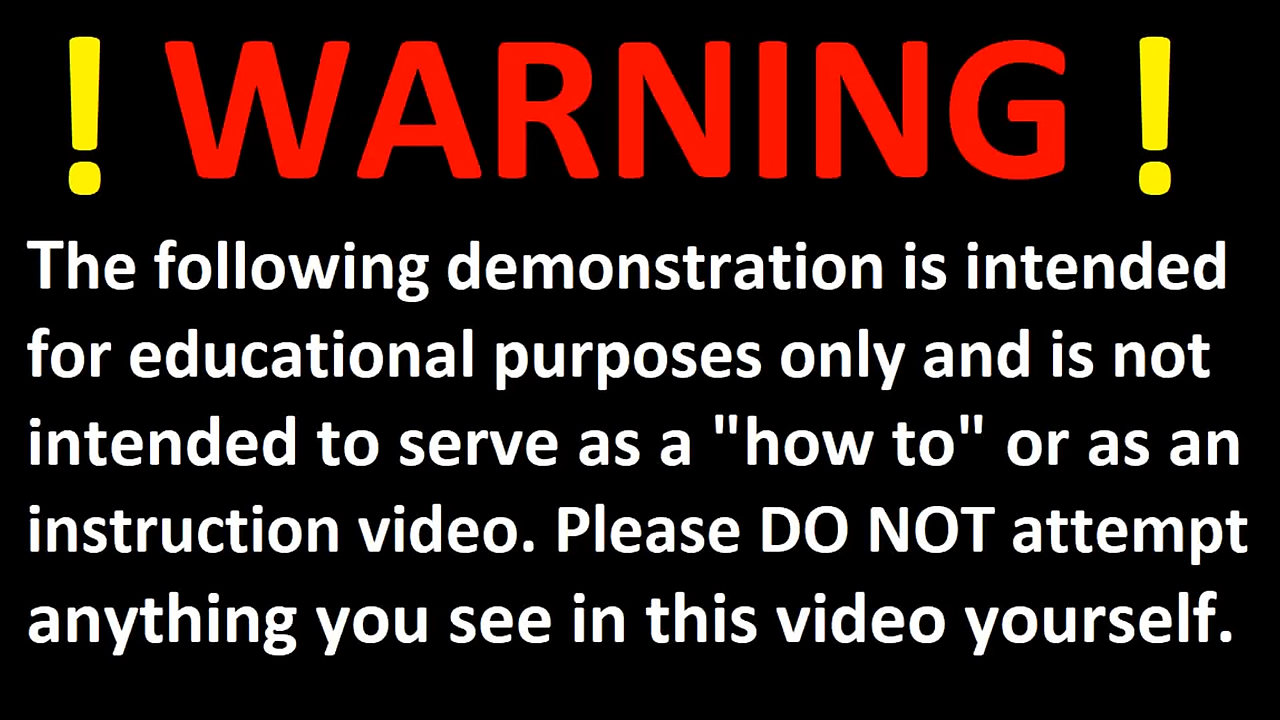 ! WARNING !
The following demonstration is intended
for educational purposes only and is not
intended to serve as a "how to" or as an
instruction video. Please DO NOT attempt
anything you see in this video yourself.